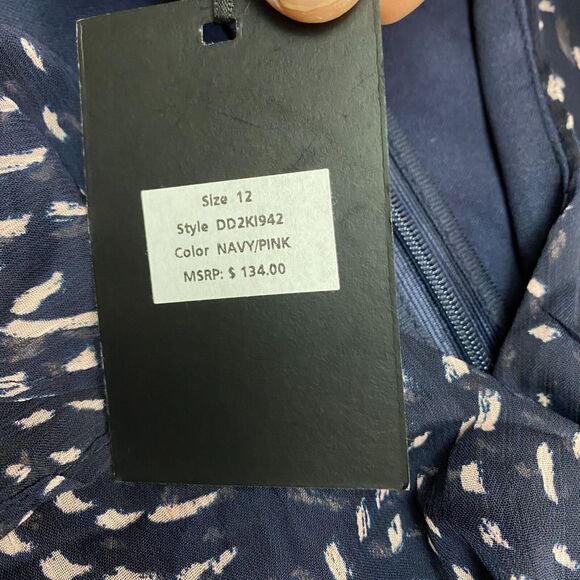 Size 12
Style DD2KI942
Color NAVY/PINK
MSRP: $ 134.00